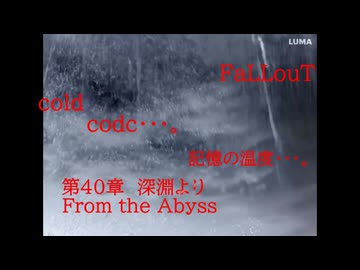 LUMA
FaLLouT
cold
codc・・・。
記憶の温度・・・。
第40章 深淵より
From the Abyss